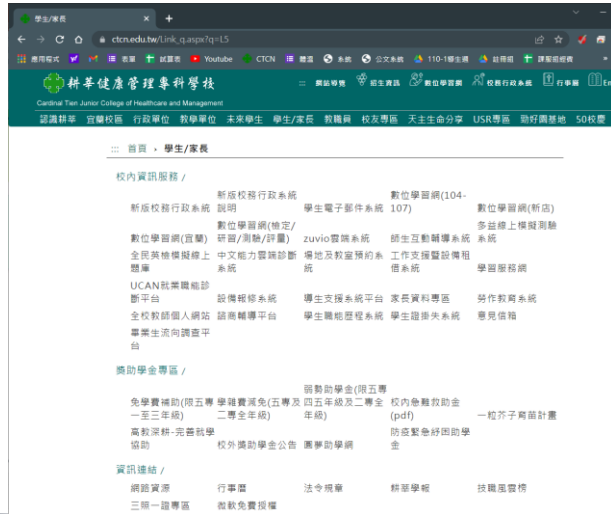 學生/家長
ctcn.edu.tw/Link_q.aspx?q=L5
應用程式 表單 試算表 Youtube CTCN 系統 公文系統 註冊組
耕莘健康管理專科學校
Cardinal Tien Junior College of Healthcare and Management
::: 網站導覽 招生資訊 數位學習網 校務行政系統 行事曆 En
認識耕莘 宜蘭校區 行政單位 教學單位 未來學生 學生/家長 教職員 校友專區 天主生命分享 USR專區 勁好園基地 50校慶
::: 首頁 › 學生/家長
校內資訊服務 /
新版校務行政系統 新版校務行政系統說明 學生電子郵件系統 數位學習網(104-107) 數位學習網(新店)
數位學習網(宜蘭) 數位學習網(檢定/研習/測驗/評量) zuvio雲端系統 師生互動輔導系統 多益線上模擬測驗系統
全民英檢模擬線上題庫 中文能力雲端診斷系統 場地及教室預約系統 工作支援暨設備租借系統 學習服務網
UCAN就業職能診斷平台 設備報修系統 導生支援系統平台 家長資料專區 勞作教育系統
全校教師個人網站 諮商輔導平台 學生職能歷程系統 學生證掛失系統 意見信箱
畢業生流向調查平台
獎助學金專區 /
免學費補助(限五專一至三年級) 學雜費減免(五專及二專全年級) 弱勢助學金(限五專四五年級及二專全年級) 校內急難救助金(pdf) 一粒芥子育苗計畫
高教深耕-完善就學協助 校外獎助學金公告 圓夢助學網 防疫緊急紓困助學金
資訊連結 /
網路資源 行事曆 法令規章 耕莘學報 技職風雲榜
三照一證專區 微軟免費授權